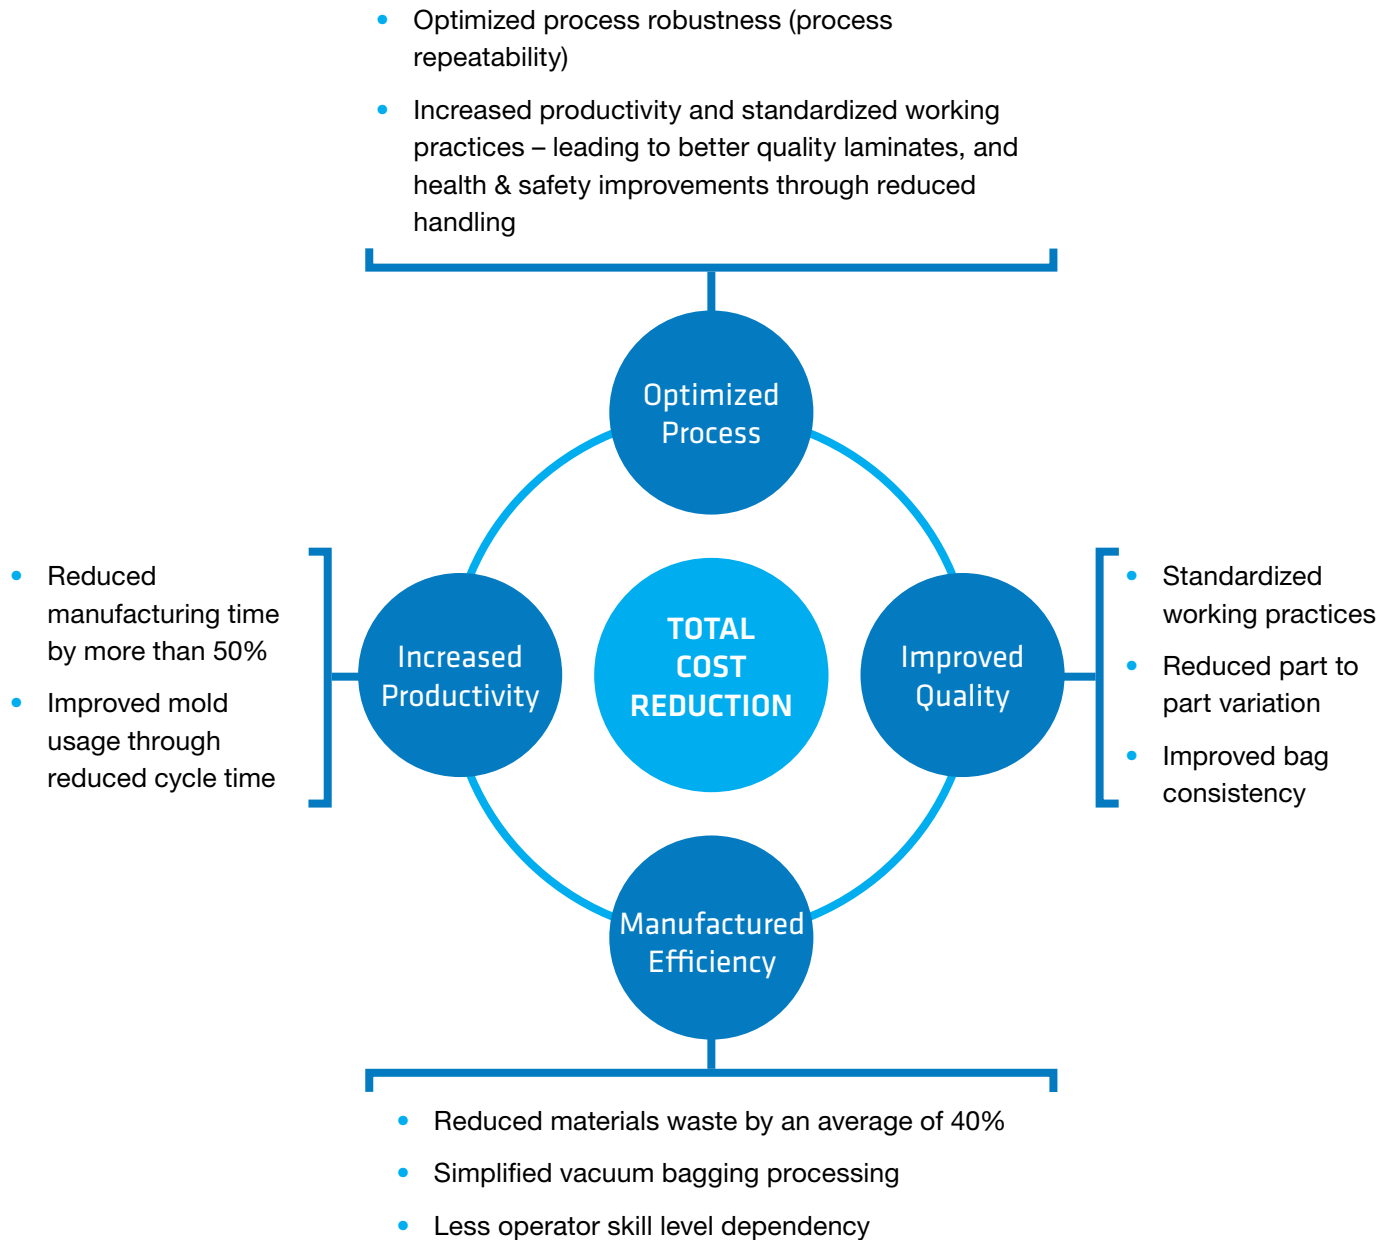 • Optimized process robustness (process
repeatability)
• Increased productivity and standardized working
practices – leading to better quality laminates, and
health & safety improvements through reduced
handling
Optimized
Process
• Reduced
manufacturing time
by more than 50%
• Improved mold
usage through
reduced cycle time
Increased
Productivity
TOTAL
COST
REDUCTION
Improved
Quality
• Standardized
working practices
• Reduced part to
part variation
• Improved bag
consistency
Manufactured
Efficiency
• Reduced materials waste by an average of 40%
• Simplified vacuum bagging processing
• Less operator skill level dependency